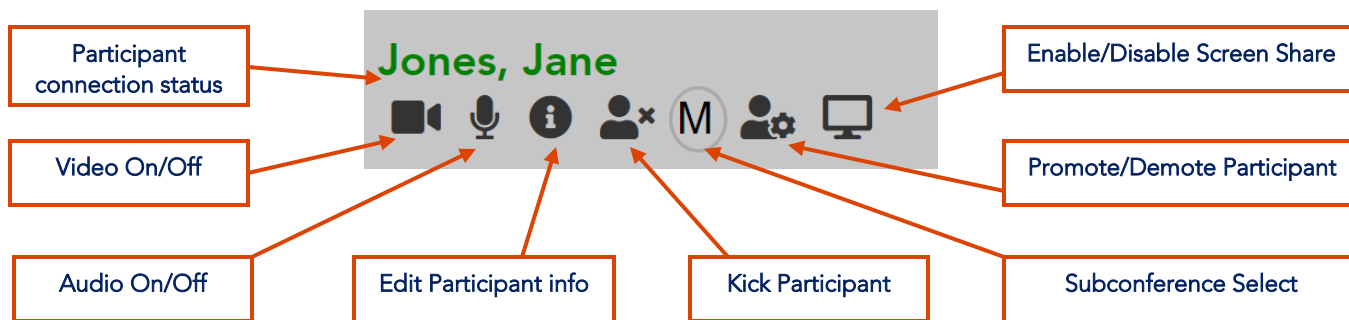 Participant
connection status
Jones, Jane
Enable/Disable Screen Share
M
Video On/Off
Promote/Demote Participant
Audio On/Off
Edit Participant info
Kick Participant
Subconference Select